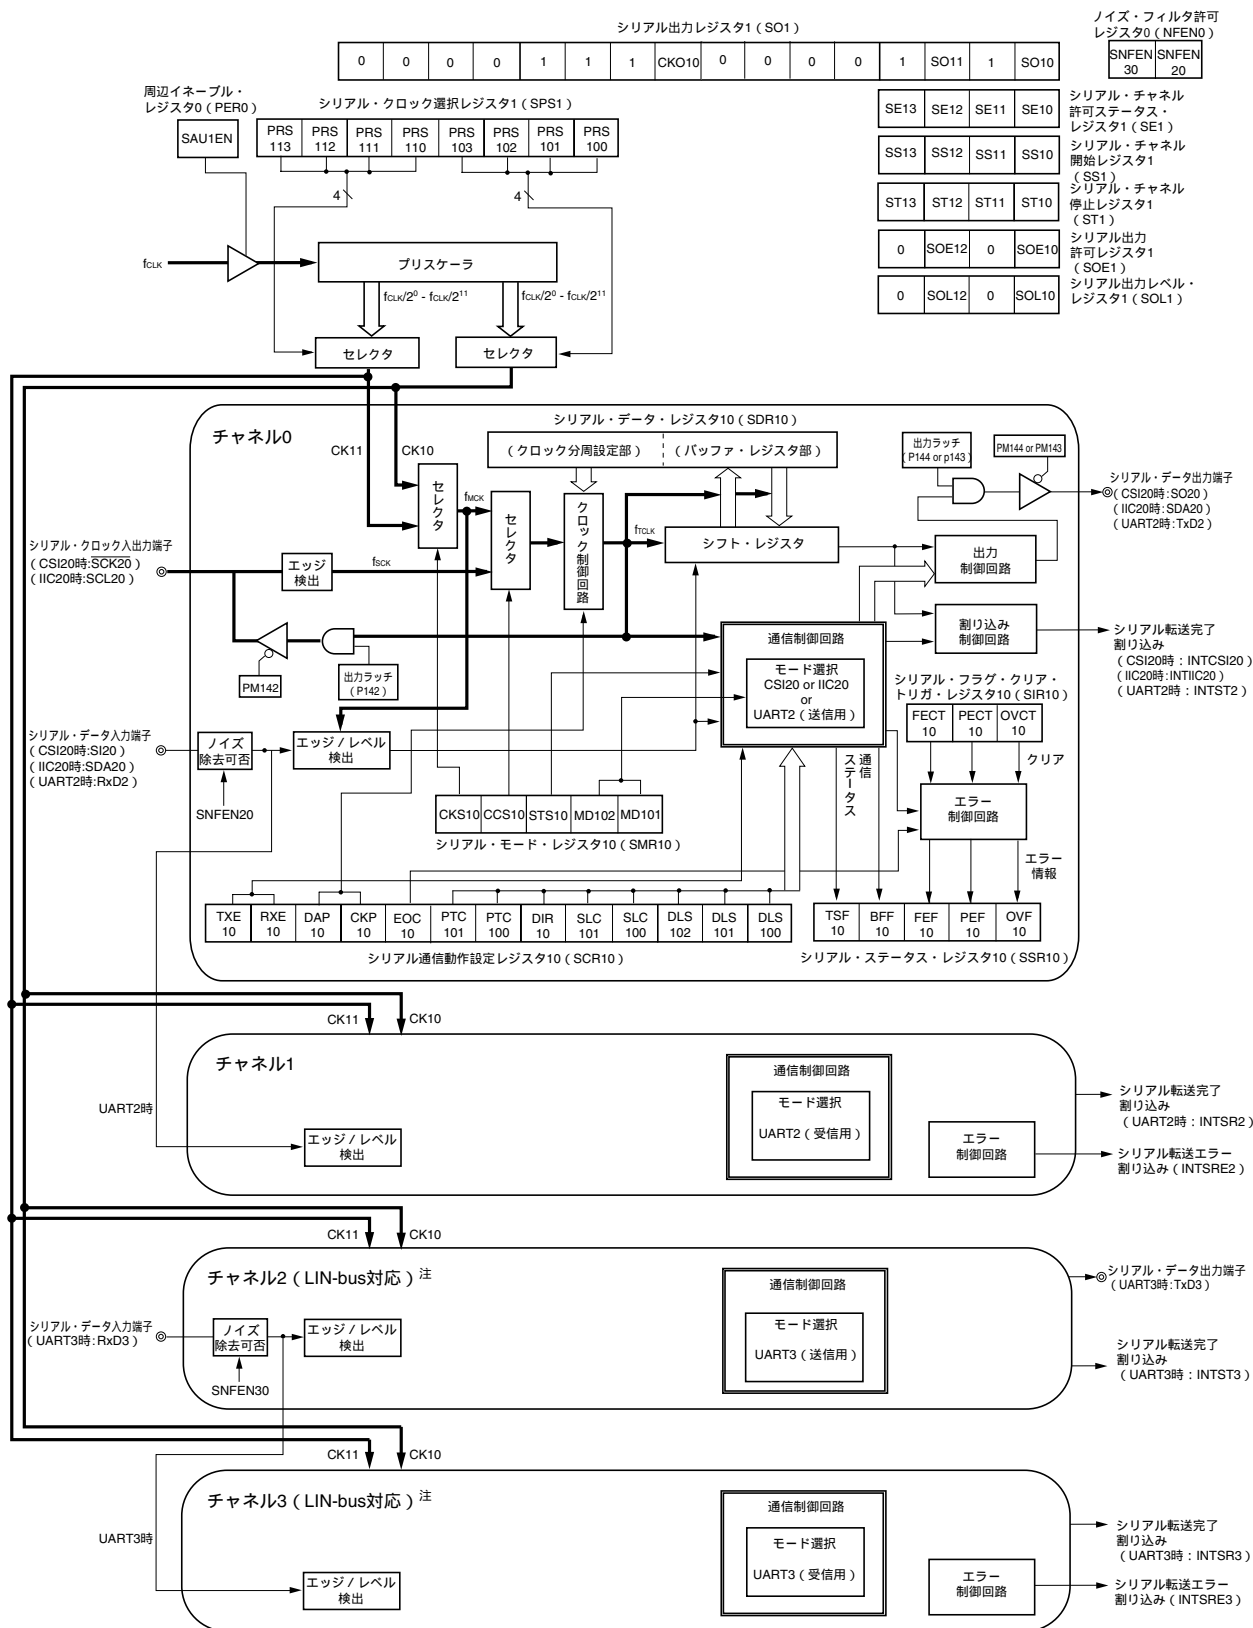 シリアル出力レジスタ1（SO1）
0 0 0 0 1 1 1 CKO10 0 0 0 0 1 SO11 1 SO10
ノイズ・フィルタ許可
レジスタ0（NFEN0）
SNFEN SNFEN
30 20
周辺イネーブル・
レジスタ0（PER0）
SAU1EN
シリアル・クロック選択レジスタ1（SPS1）
PRS PRS PRS PRS PRS PRS PRS PRS
113 112 111 110 103 102 101 100
4
4
SE13 SE12 SE11 SE10
シリアル・チャネル
許可ステータス・
レジスタ1（SE1）
SS13 SS12 SS11 SS10
シリアル・チャネル
開始レジスタ1
（SS1）
ST13 ST12 ST11 ST10
シリアル・チャネル
停止レジスタ1
（ST1）
0 SOE12 0 SOE10
シリアル出力
許可レジスタ1
（SOE1）
0 SOL12 0 SOL10
シリアル出力レベル・
レジスタ1（SOL1）
fCLK
プリスケーラ
fCLK/2⁰ - fCLK/2¹¹
fCLK/2⁰ - fCLK/2¹¹
セレクタ
セレクタ
チャネル0
CK11
CK10
シリアル・データ・レジスタ10（SDR10）
（クロック分周設定部）
（バッファ・レジスタ部）
セレクタ
fMCK
セレクタ
クロック制御回路
fTCLK
シフト・レジスタ
出力ラッチ
（P144 or p143）
PM144 or PM143
シリアル・データ出力端子
（CSI20時:SO20）
（IIC20時:SDA20）
（UART2時:TxD2）
シリアル・クロック入出力端子
（CSI20時:SCK20）
（IIC20時:SCL20）
エッジ
検出
fSCK
出力
制御回路
PM142
出力ラッチ
（P142）
通信制御回路
モード選択
CSI20 or IIC20
or
UART2（送信用）
割り込み
制御回路
シリアル転送完了
割り込み
（CSI20時：INTCSI20）
（IIC20時:INTIIC20）
（UART2時：INTST2）
シリアル・フラグ・クリア・
トリガ・レジスタ10（SIR10）
FECT PECT OVCT
10 10 10
クリア
シリアル・データ入力端子
（CSI20時:SI20）
（IIC20時:SDA20）
（UART2時:RxD2）
ノイズ
除去可否
SNFEN20
エッジ / レベル
検出
通信
ステータス
エラー
制御回路
エラー
情報
CKS10 CCS10 STS10 MD102 MD101
シリアル・モード・レジスタ10（SMR10）
TXE RXE DAP CKP EOC PTC PTC DIR SLC SLC DLS DLS DLS
10 10 10 10 10 101 100 10 101 100 102 101 100
シリアル通信動作設定レジスタ10（SCR10）
TSF BFF FEF PEF OVF
10 10 10 10 10
シリアル・ステータス・レジスタ10（SSR10）
CK11
CK10
チャネル1
UART2時
エッジ / レベル
検出
通信制御回路
モード選択
UART2（受信用）
エラー
制御回路
シリアル転送完了
割り込み
（UART2時：INTSR2）
シリアル転送エラー
割り込み（INTSRE2）
CK11
CK10
チャネル2（LIN-bus対応）注
シリアル・データ入力端子
（UART3時:RxD3）
ノイズ
除去可否
SNFEN30
エッジ / レベル
検出
通信制御回路
モード選択
UART3（送信用）
シリアル・データ出力端子
（UART3時:TxD3）
シリアル転送完了
割り込み
（UART3時：INTST3）
CK11
CK10
チャネル3（LIN-bus対応）注
UART3時
エッジ / レベル
検出
通信制御回路
モード選択
UART3（受信用）
エラー
制御回路
シリアル転送完了
割り込み
（UART3時：INTSR3）
シリアル転送エラー
割り込み（INTSRE3）